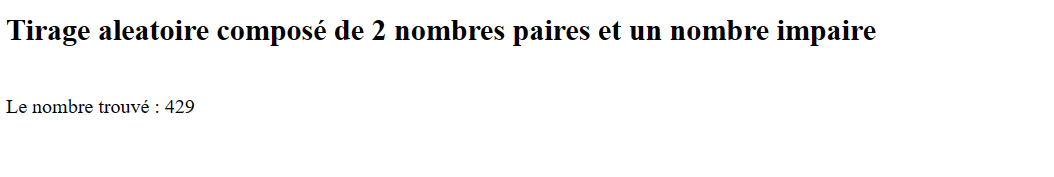 Tirage aleatoire composé de 2 nombres paires et un nombre impaire
Le nombre trouvé : 429